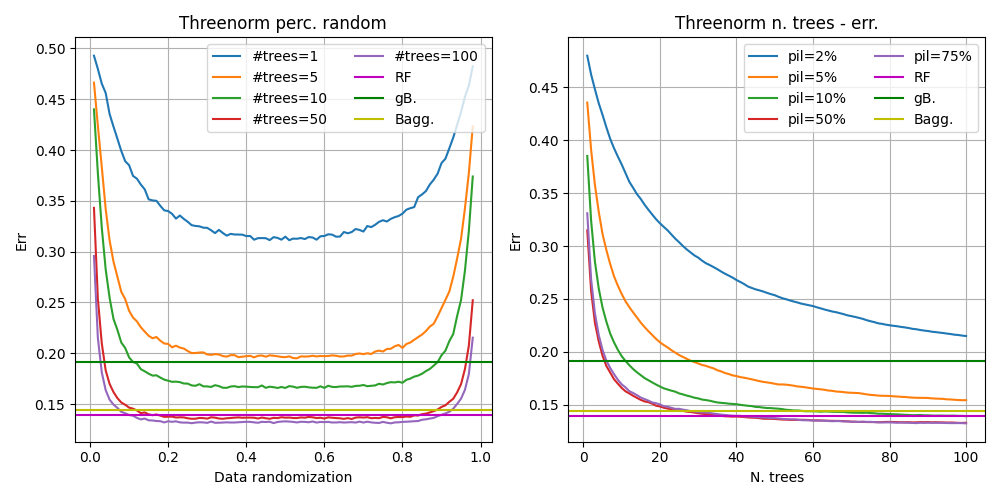 Threenorm perc. random
0.50
0.45
0.40
0.35
0.30
0.25
0.20
0.15
Err
0.0 0.2 0.4 0.6 0.8 1.0
Data randomization
#trees=1
#trees=5
#trees=10
#trees=50
#trees=100
RF
gB.
Bagg.
Threenorm n. trees - err.
0.45
0.40
0.35
0.30
0.25
0.20
0.15
Err
0 20 40 60 80 100
N. trees
pil=2%
pil=5%
pil=10%
pil=50%
pil=75%
RF
gB.
Bagg.